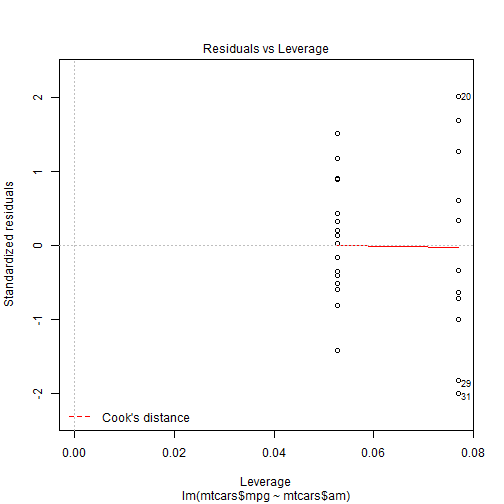 Residuals vs Leverage
Standardized residuals
2
1
0
-1
-2
20
29
31
Cook's distance
0.00 0.02 0.04 0.06 0.08
Leverage
lm(mtcars$mpg ~ mtcars$am)